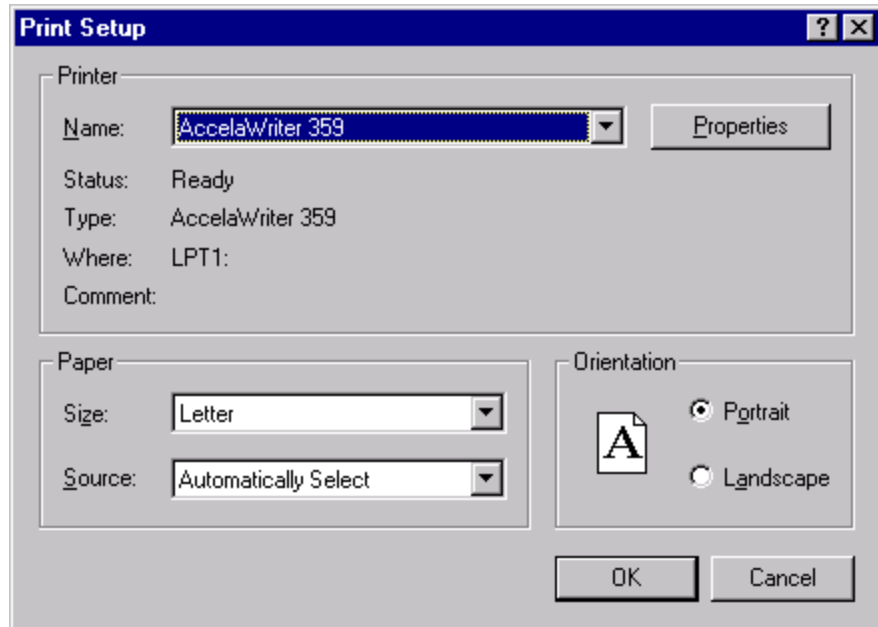 Print Setup
Printer
Name: AccelaWriter 359 Properties
Status: Ready
Type: AccelaWriter 359
Where: LPT1:
Comment:
Paper
Size: Letter
Source: Automatically Select
Orientation
A
Portrait
Landscape
OK Cancel